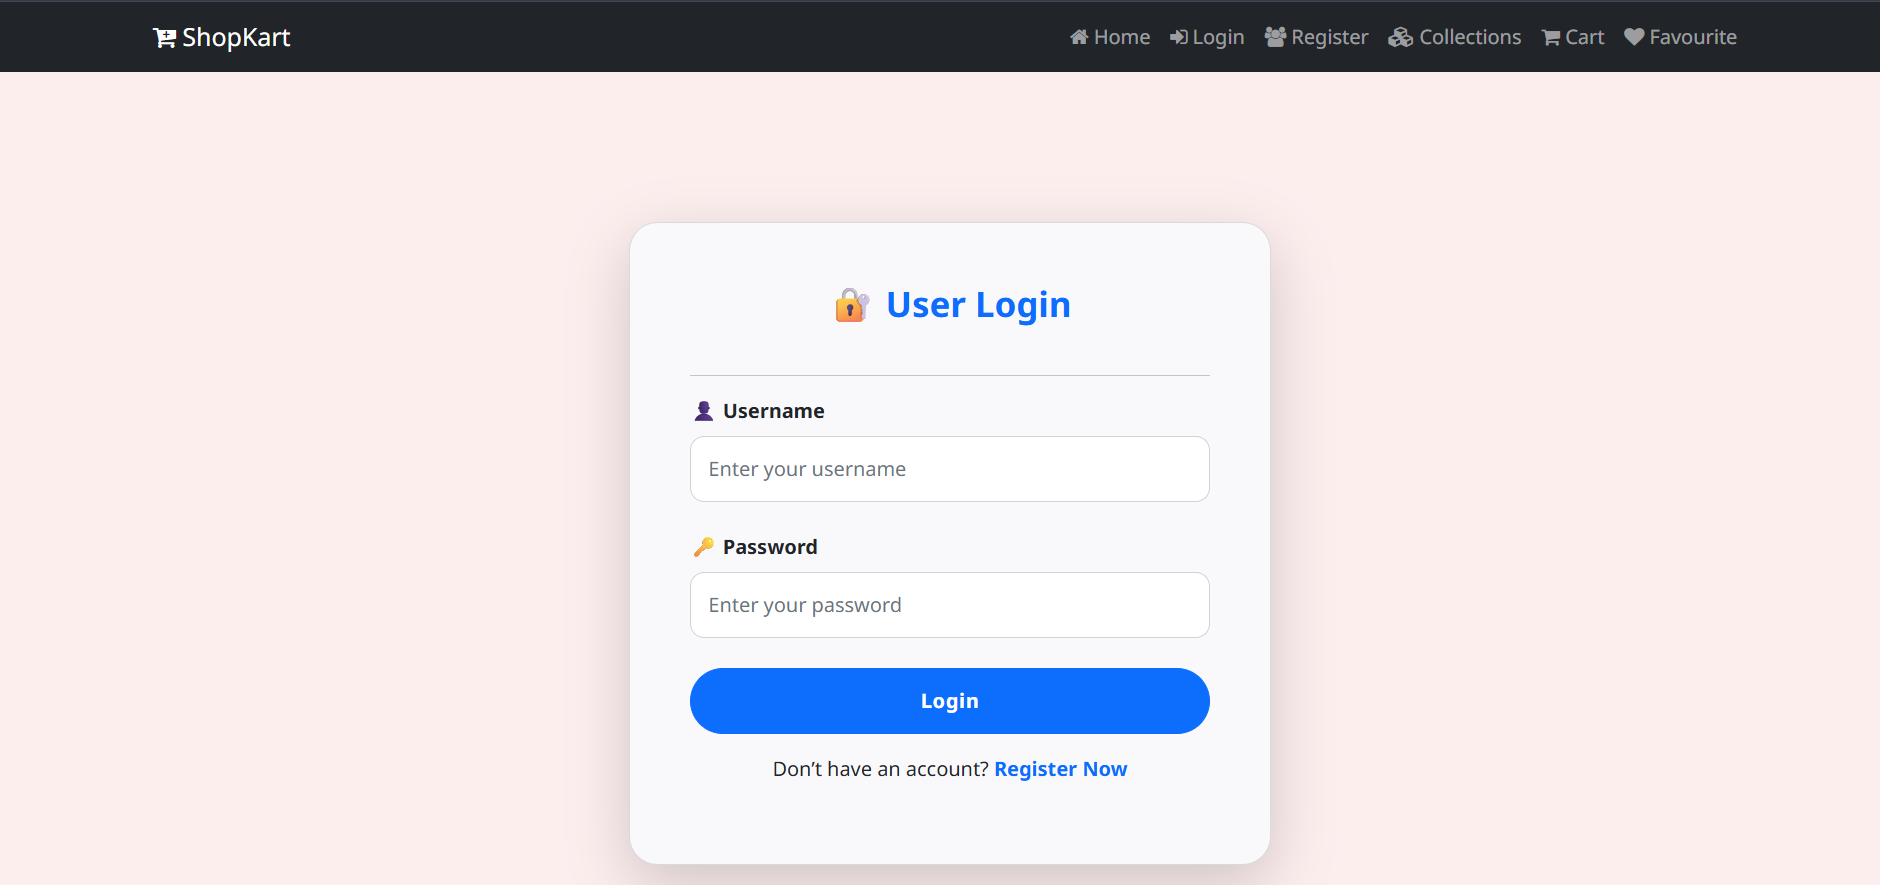 ShopKart Home Login Register Collections Cart Favourite
User Login
Username
Enter your username
Password
Enter your password
Login
Don’t have an account? Register Now